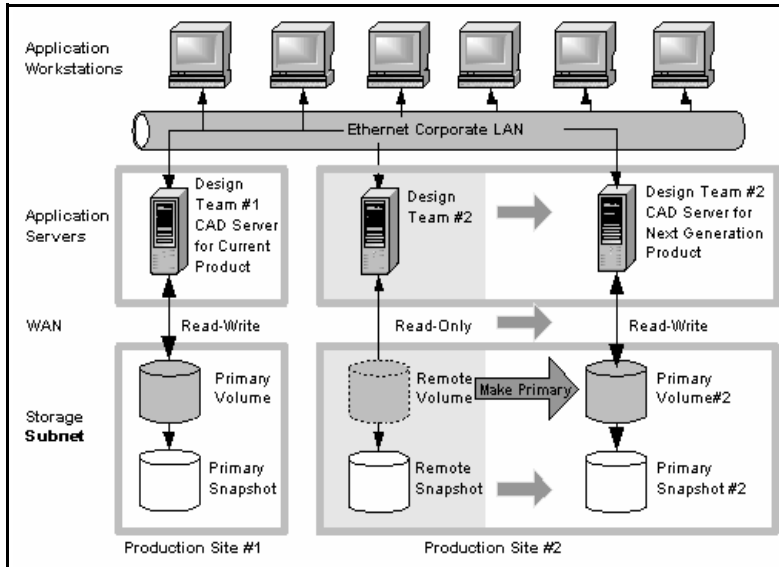 Application
Workstations
Ethernet Corporate LAN
Application
Servers
Design
Team #1
CAD Server
for Current
Product
Design
Team #2
Design Team #2
CAD Server for
Next Generation
Product
WAN
Read-Write
Read-Only
Read-Write
Storage
Subnet
Primary
Volume
Remote
Volume
Make Primary
Primary
Volume#2
Primary
Snapshot
Remote
Snapshot
Primary
Snapshot #2
Production Site #1
Production Site #2